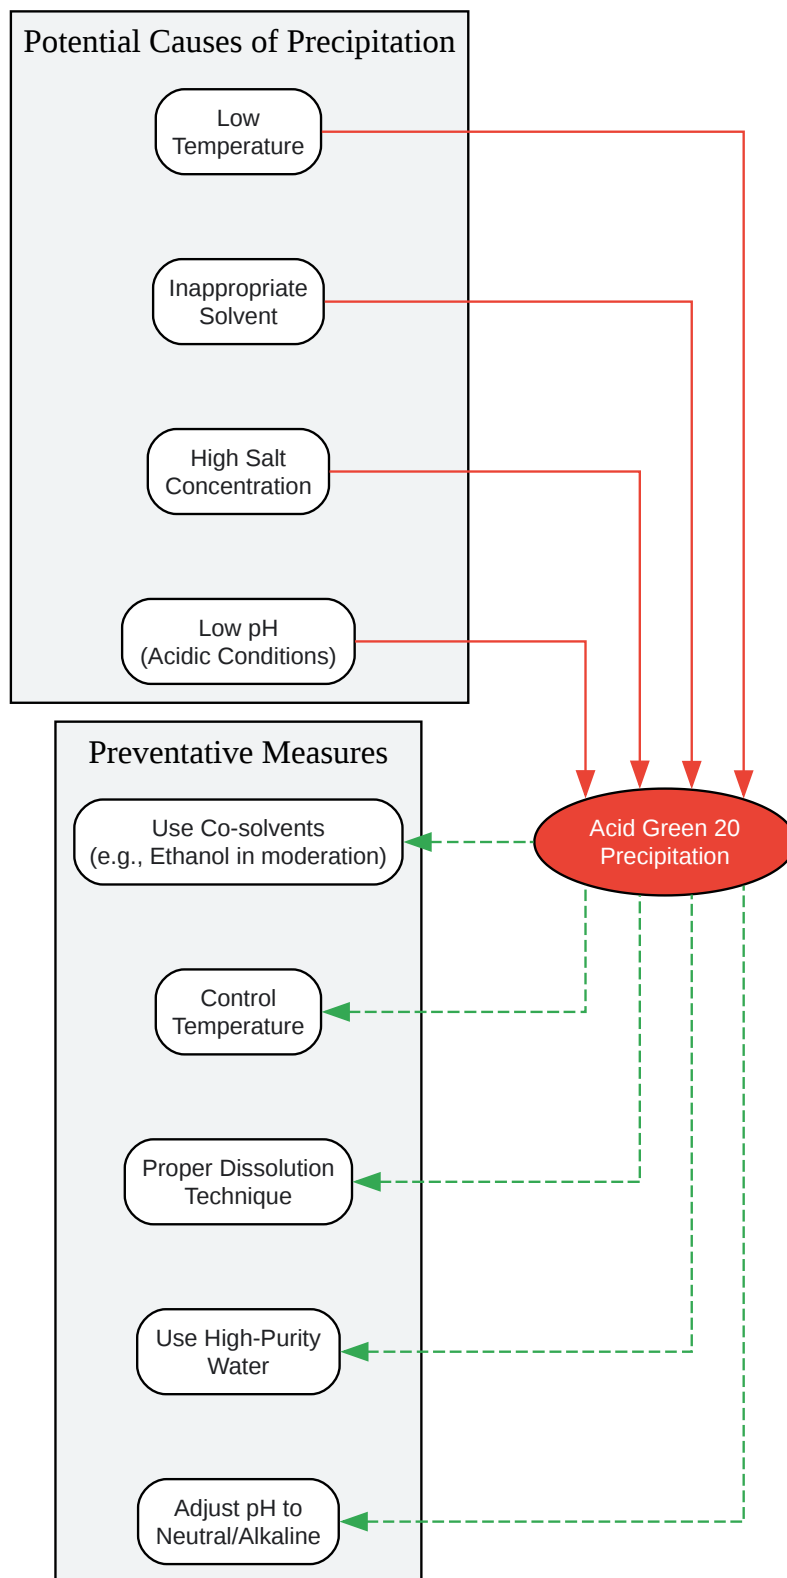 Potential Causes of Precipitation
Low
Temperature
Inappropriate
Solvent
High Salt
Concentration
Low pH
(Acidic Conditions)
Preventative Measures
Use Co-solvents
(e.g., Ethanol in moderation)
Acid Green 20
Precipitation
Control
Temperature
Proper Dissolution
Technique
Use High-Purity
Water
Adjust pH to
Neutral/Alkaline